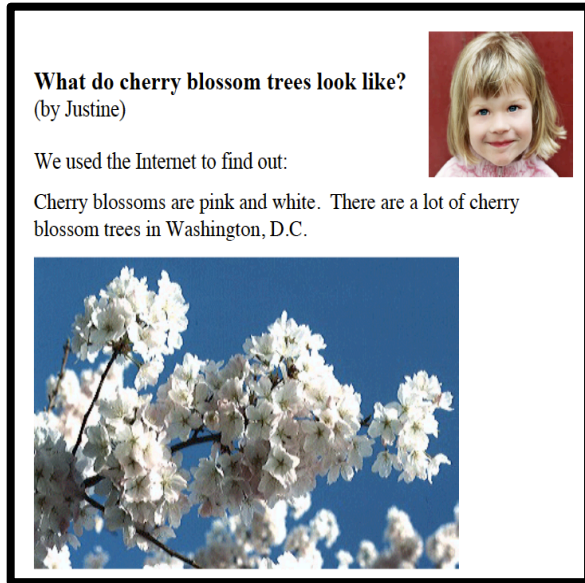 What do cherry blossom trees look like?
(by Justine)
We used the Internet to find out:
Cherry blossoms are pink and white.  There are a lot of cherry
blossom trees in Washington, D.C.